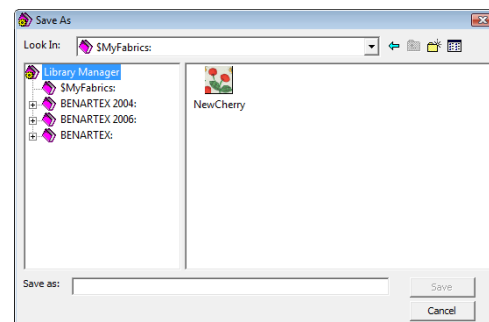 Save As
Look In: $MyFabrics:
Library Manager
$MyFabrics:
BENARTEX 2004:
BENARTEX 2006:
BENARTEX:
NewCherry
Save as:
Save
Cancel